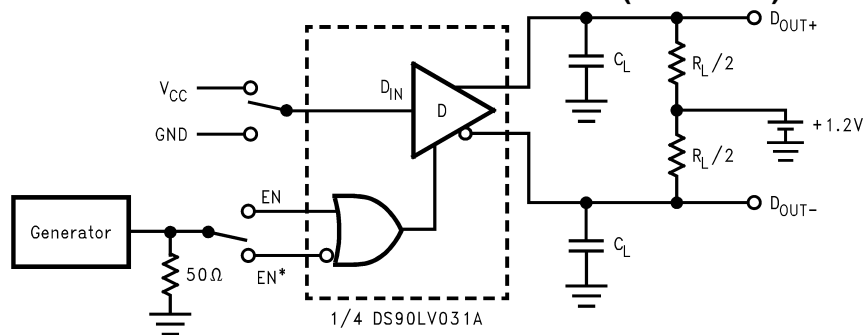 V_CC
GND
D_IN
D
EN
EN*
Generator
50Ω
1/4 DS90LV031A
C_L
R_L/2
D_OUT+
+1.2V
R_L/2
D_OUT−
C_L